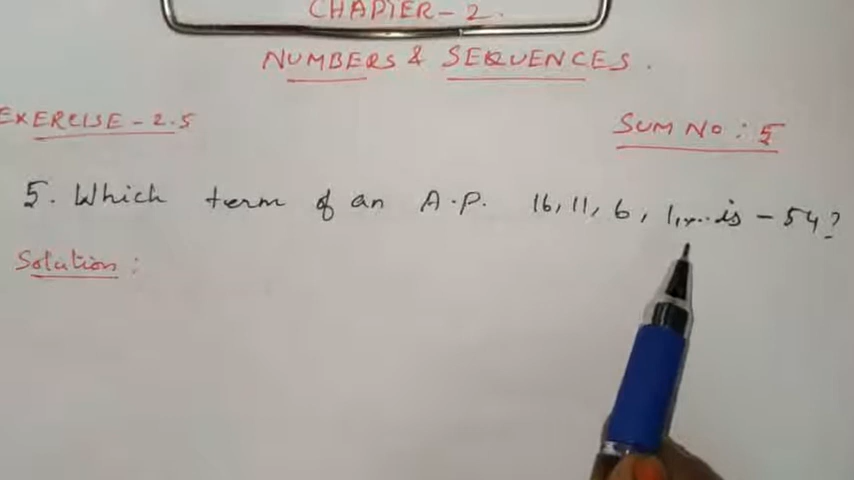 CHAPTER - 2.
NUMBERS & SEQUENCES.
EXERCISE - 2.5
SUM NO : 5
5. Which term of an A.P. 16, 11, 6, 1,... is - 54?
Solution :